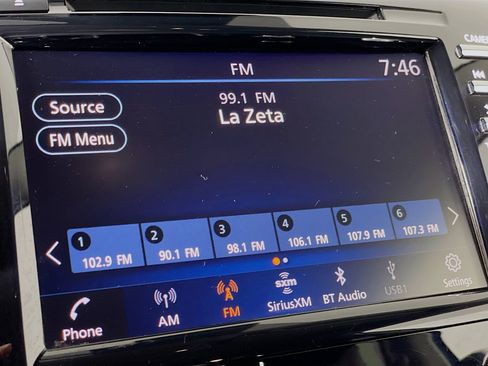 FM
7:46
CAMER
Source
99.1 FM
La Zeta
FM Menu
1 2 3 4 5 6
102.9 FM 90.1 FM 98.1 FM 106.1 FM 107.9 FM 107.3 FM
Phone AM FM SiriusXM BT Audio USB1 Settings
sxm